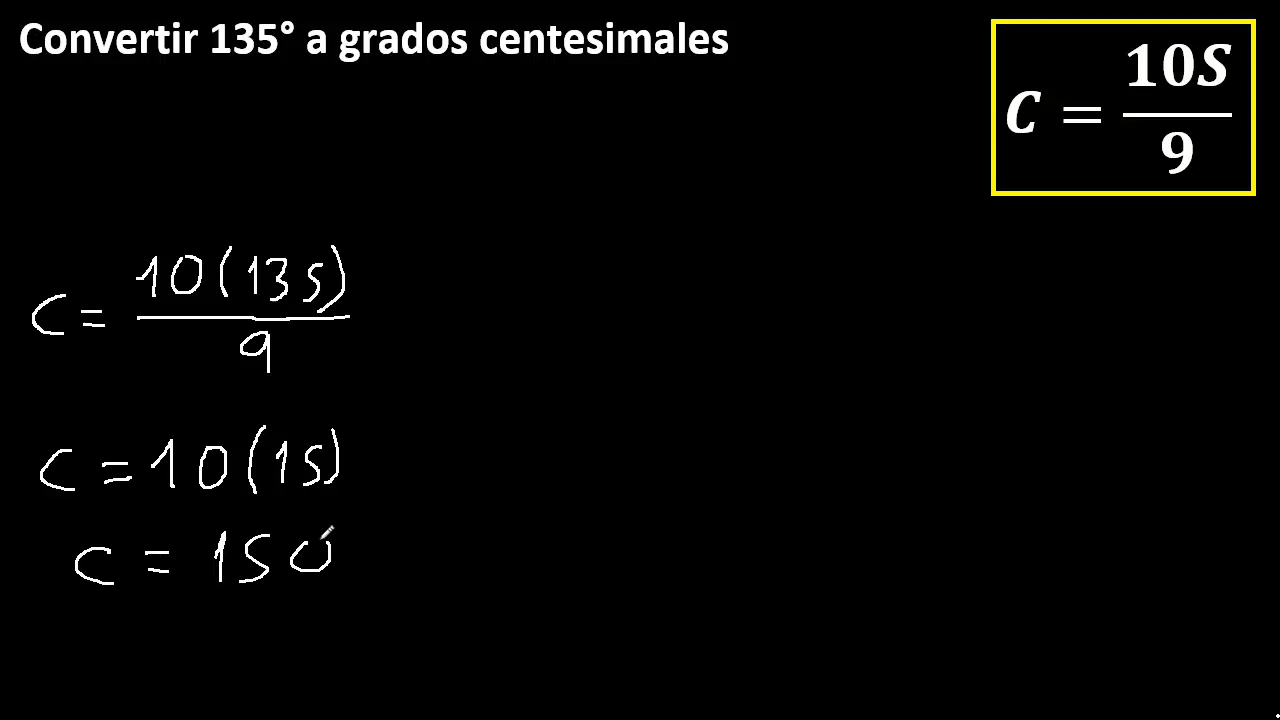 Convertir 135° a grados centesimales
C = 10S / 9
C = 10(135) / 9
C = 10(15)
C = 150